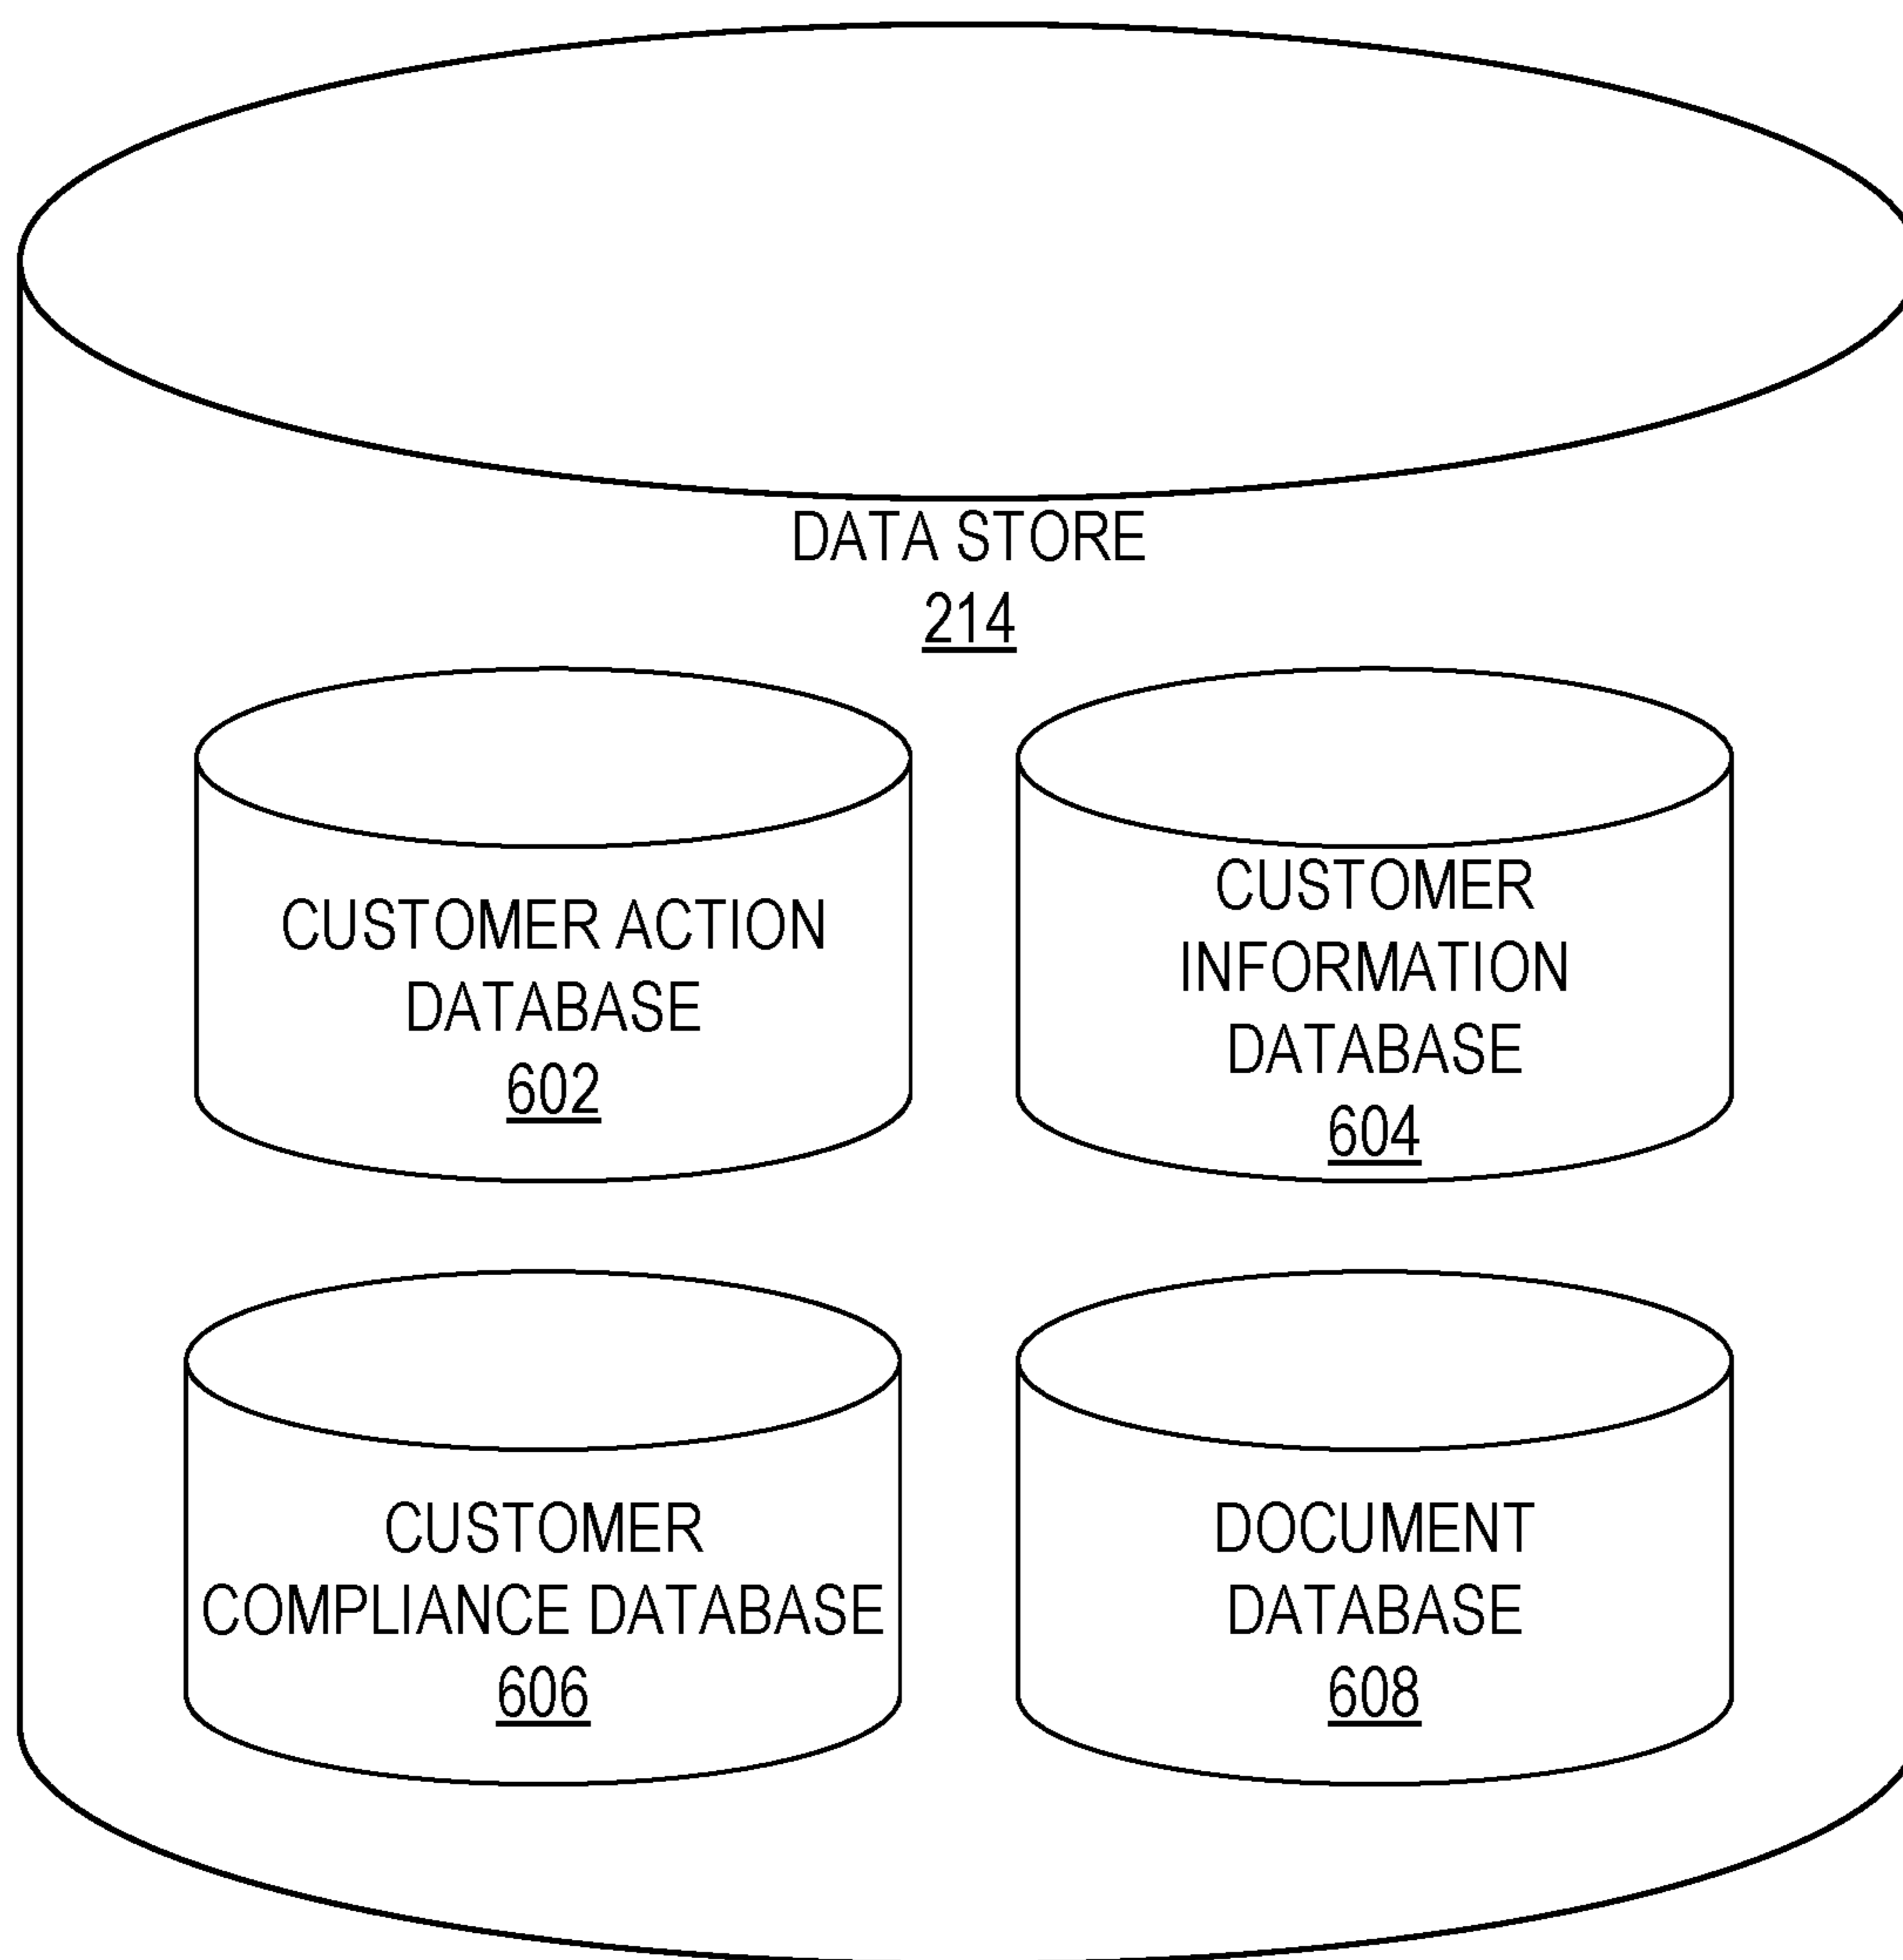 DATA STORE
214
CUSTOMER ACTION
DATABASE
602
CUSTOMER
INFORMATION
DATABASE
604
CUSTOMER
COMPLIANCE DATABASE
606
DOCUMENT
DATABASE
608